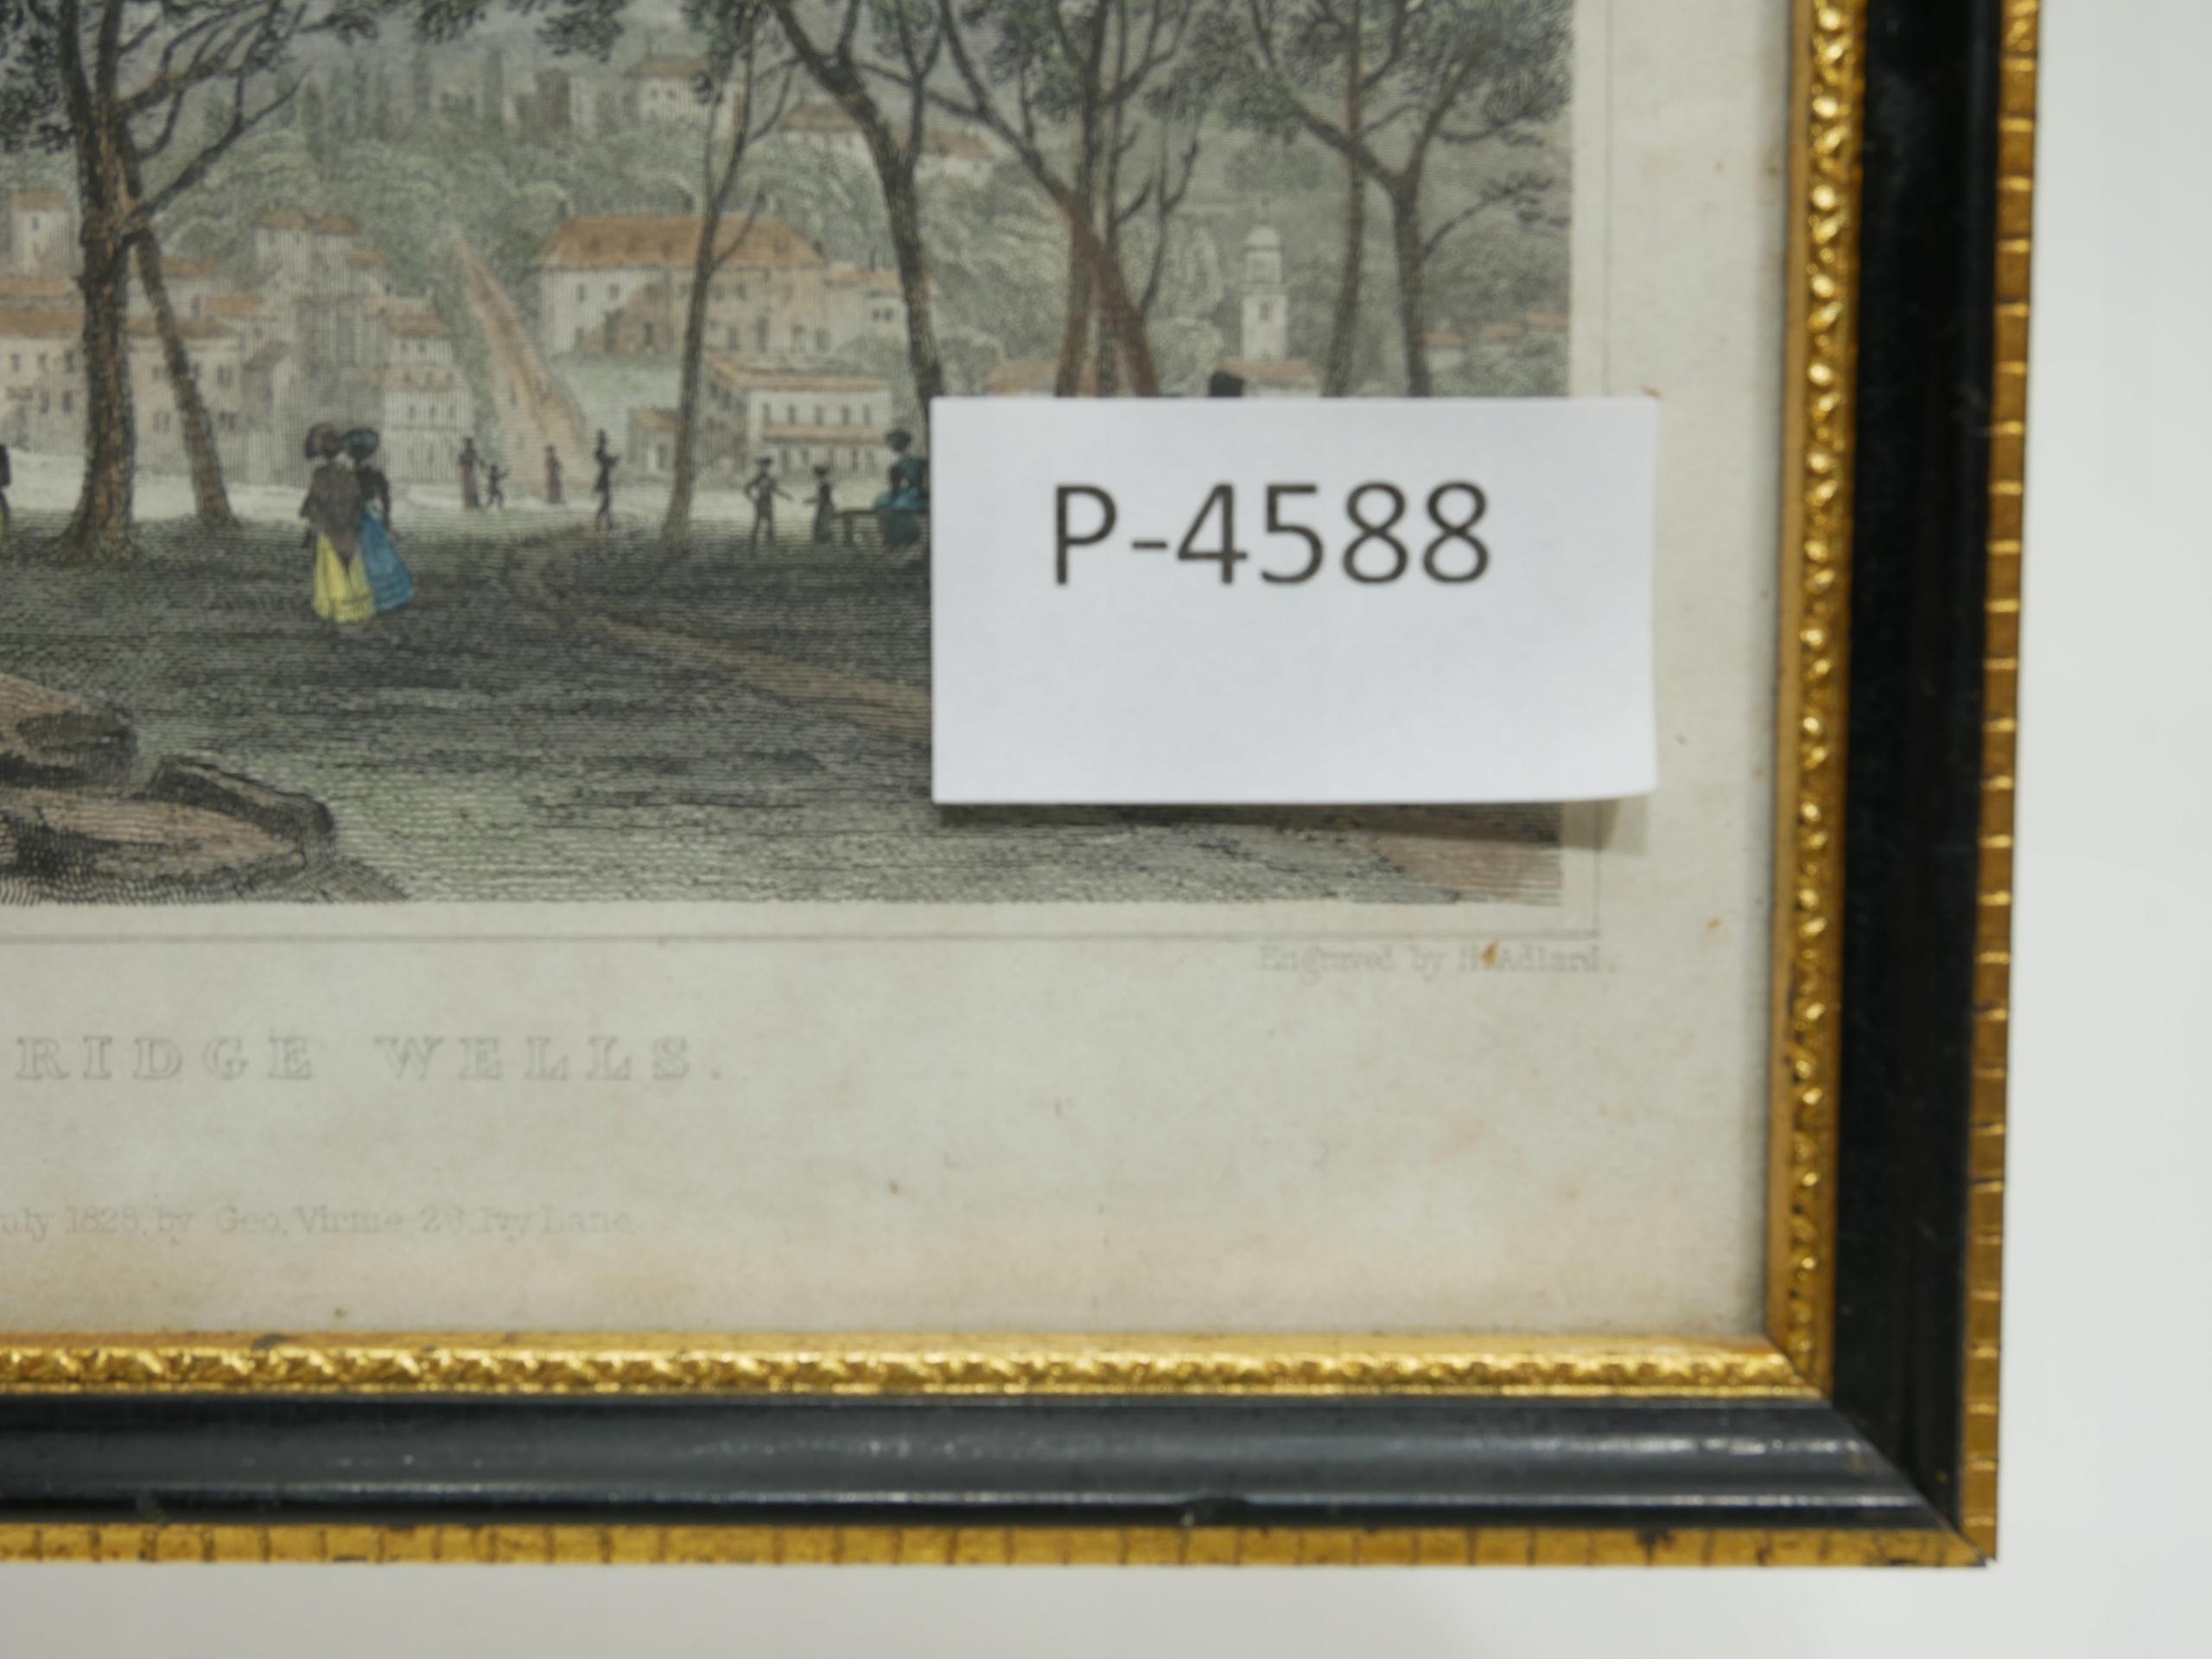 P-4588
Engraved by H. Adlard.
RIDGE WELLS.
uly 1828, by Geo. Virtue 26, Ivy Lane